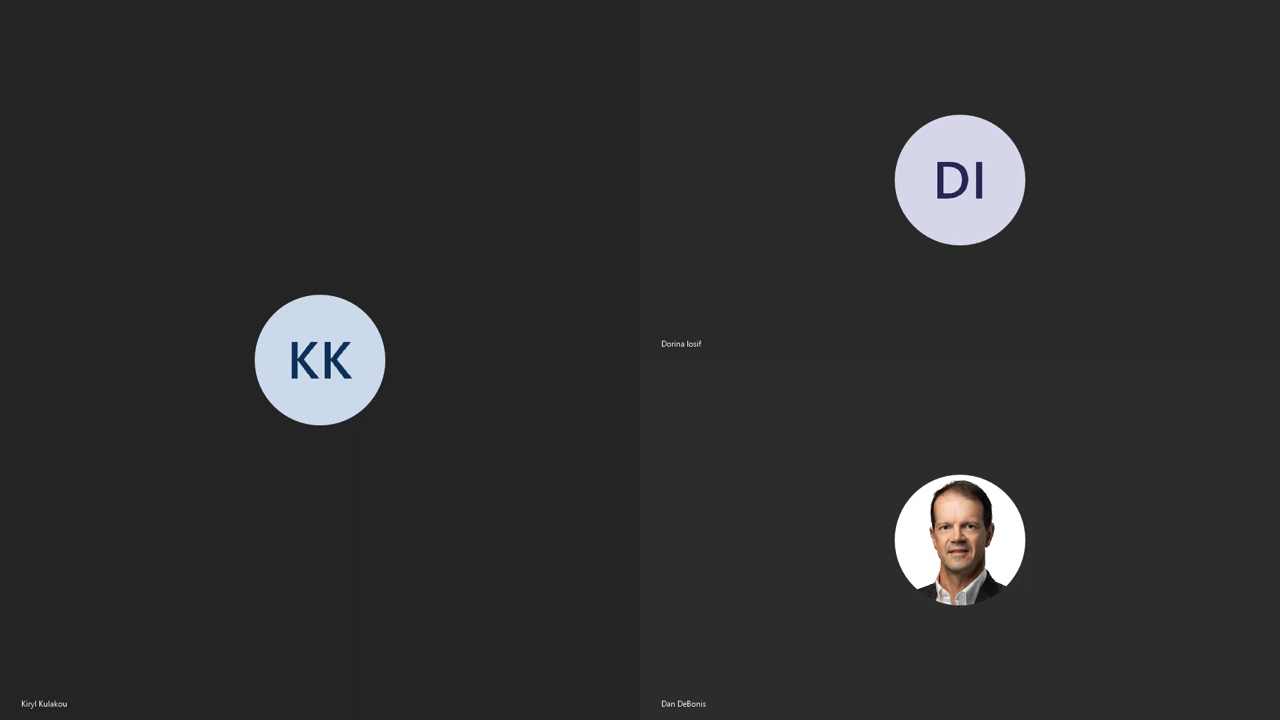 KK
Kiryl Kulakou
DI
Dorina Iosif
Dan DeBonis